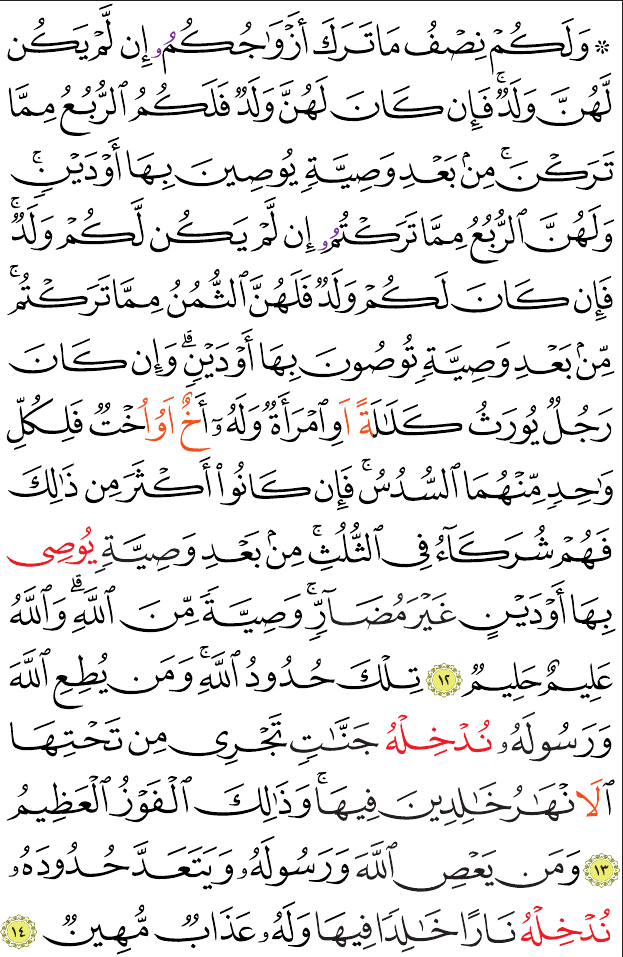 ۞ وَلَكُمْ نِصْفُ مَا تَرَكَ أَزْوَٰجُكُمُۥ إِن لَّمْ يَكُن
لَّهُنَّ وَلَدٌۚ فَإِن كَانَ لَهُنَّ وَلَدٌ فَلَكُمُ ٱلرُّبُعُ مِمَّا
تَرَكْنَۚ مِنۢ بَعْدِ وَصِيَّةٍ يُوصِينَ بِهَا أَوْ دَيْنٍۚ
وَلَهُنَّ ٱلرُّبُعُ مِمَّا تَرَكْتُمُۥ إِن لَّمْ يَكُن لَّكُمْ وَلَدٌۚ
فَإِن كَانَ لَكُمْ وَلَدٌ فَلَهُنَّ ٱلثُّمُنُ مِمَّا تَرَكْتُمۚ
مِّنۢ بَعْدِ وَصِيَّةٍ تُوصُونَ بِهَا أَوْ دَيْنٍۗ وَإِن كَانَ
رَجُلٌ يُورَثُ كَلَٰلَةً اَوِ ٱمْرَأَةٌ وَلَهُۥٓ أَخٌ اَوُ اُخْتٌ فَلِكُلِّ
وَٰحِدٍ مِّنْهُمَا ٱلسُّدُسُۚ فَإِن كَانُوٓا۟ أَكْثَرَ مِن ذَٰلِكَ
فَهُمْ شُرَكَآءُ فِى ٱلثُّلُثِۚ مِنۢ بَعْدِ وَصِيَّةٍ يُوصِى
بِهَا أَوْ دَيْنٍ غَيْرَ مُضَآرٍّۚ وَصِيَّةً مِّنَ ٱللَّهِۗ وَٱللَّهُ
عَلِيمٌ حَلِيمٌ ١٢ تِلْكَ حُدُودُ ٱللَّهِۚ وَمَن يُطِعِ ٱللَّهَ
وَرَسُولَهُۥ نُدْخِلْهُ جَنَّٰتٍ تَجْرِى مِن تَحْتِهَا
ٱلَانْهَٰرُ خَٰلِدِينَ فِيهَاۚ وَذَٰلِكَ ٱلْفَوْزُ ٱلْعَظِيمُ
١٣ وَمَن يَعْصِ ٱللَّهَ وَرَسُولَهُۥ وَيَتَعَدَّ حُدُودَهُۥ
نُدْخِلْهُ نَارًا خَٰلِدًا فِيهَا وَلَهُۥ عَذَابٌ مُّهِينٌ ١٤